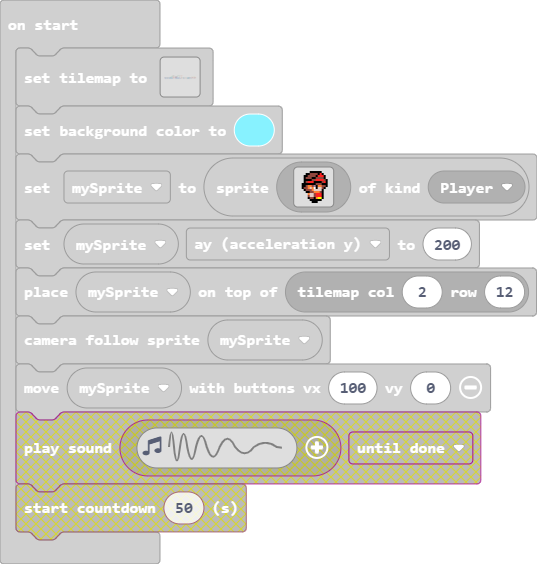 on start
set tilemap to
set background color to
set mySprite to sprite of kind Player
set mySprite ay (acceleration y) to 200
place mySprite on top of tilemap col 2 row 12
camera follow sprite mySprite
move mySprite with buttons vx 100 vy 0
play sound until done
start countdown 50 (s)